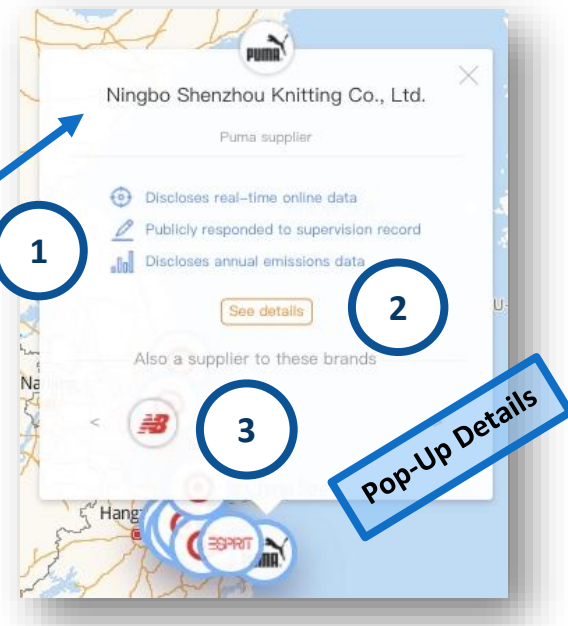 PUMA
Ningbo Shenzhou Knitting Co., Ltd.
Puma supplier
1
Discloses real-time online data
Publicly responded to supervision record
Discloses annual emissions data
See details
2
Also a supplier to these brands
NB
3
Pop-Up Details
Hang
ESPRIT